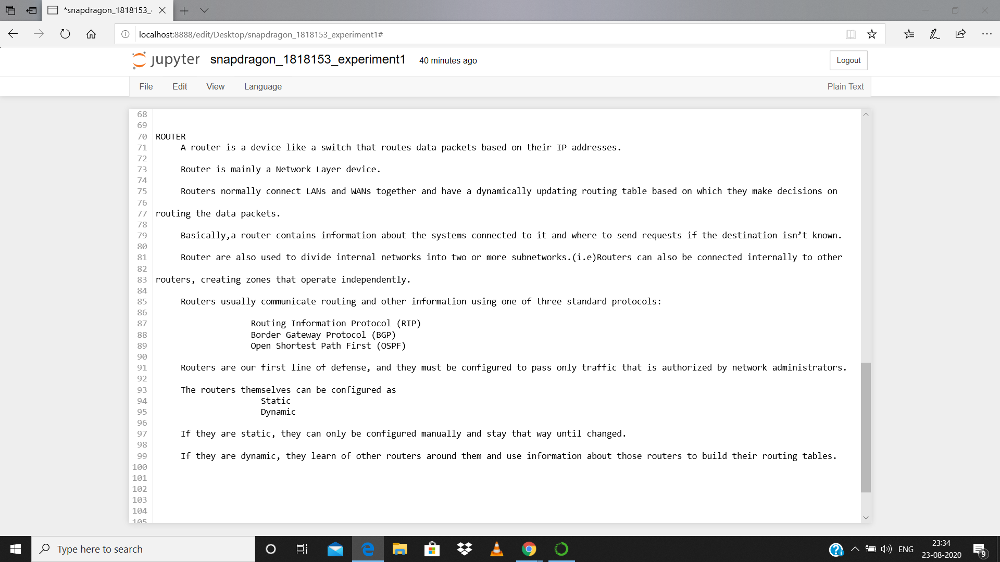 *snapdragon_1818153_
localhost:8888/edit/Desktop/snapdragon_1818153_experiment1#
jupyter snapdragon_1818153_experiment1 40 minutes ago Logout
File Edit View Language Plain Text
68
69
70 ROUTER
71 A router is a device like a switch that routes data packets based on their IP addresses.
72
73 Router is mainly a Network Layer device.
74
75 Routers normally connect LANs and WANs together and have a dynamically updating routing table based on which they make decisions on
76
77 routing the data packets.
78
79 Basically,a router contains information about the systems connected to it and where to send requests if the destination isn’t known.
80
81 Router are also used to divide internal networks into two or more subnetworks.(i.e)Routers can also be connected internally to other
82
83 routers, creating zones that operate independently.
84
85 Routers usually communicate routing and other information using one of three standard protocols:
86
87 Routing Information Protocol (RIP)
88 Border Gateway Protocol (BGP)
89 Open Shortest Path First (OSPF)
90
91 Routers are our first line of defense, and they must be configured to pass only traffic that is authorized by network administrators.
92
93 The routers themselves can be configured as
94 Static
95 Dynamic
96
97 If they are static, they can only be configured manually and stay that way until changed.
98
99 If they are dynamic, they learn of other routers around them and use information about those routers to build their routing tables.
100
101
102
103
104
105
Type here to search ENG 23:34
23-08-2020 9